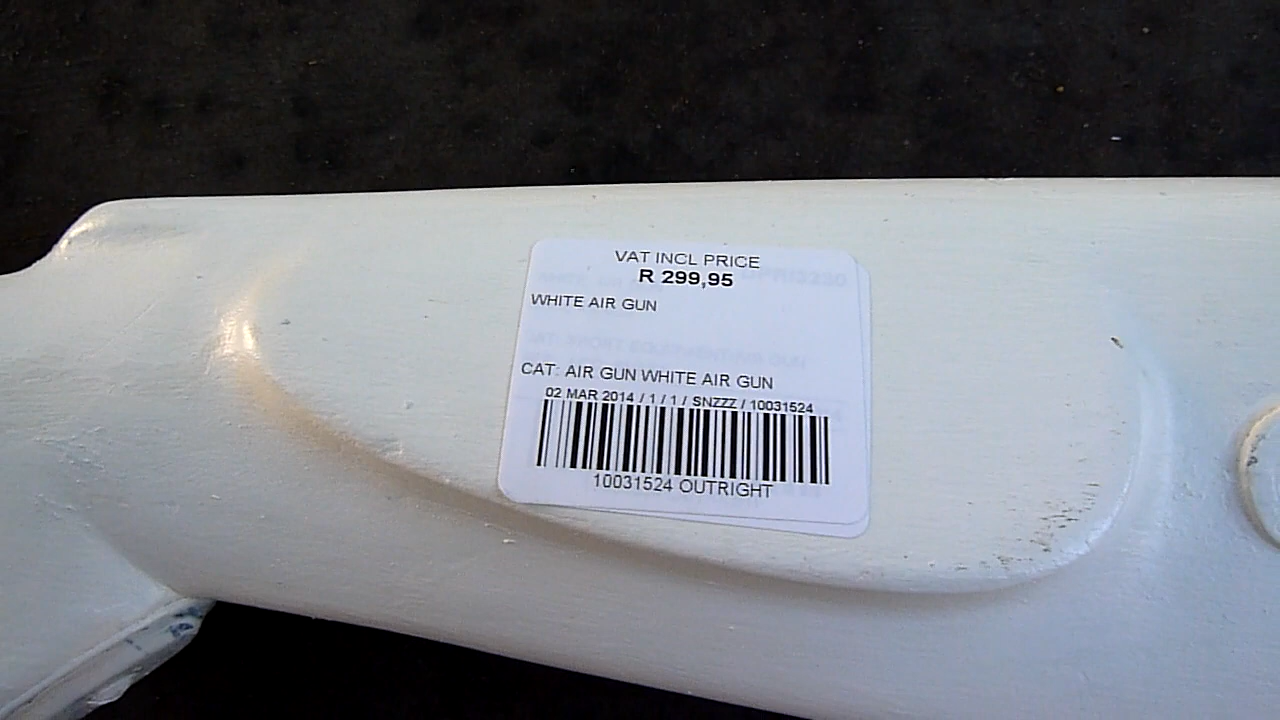 VAT INCL PRICE
R 299,95
WHITE AIR GUN
CAT: AIR GUN WHITE AIR GUN
02 MAR 2014 / 1 / 1 / SNZZZ / 10031524
10031524 OUTRIGHT